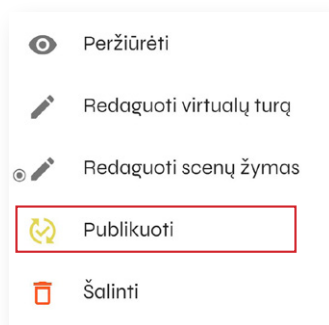 Peržiūrėti
Redaguoti virtualų turą
Redaguoti scenų žymas
Publikuoti
Šalinti